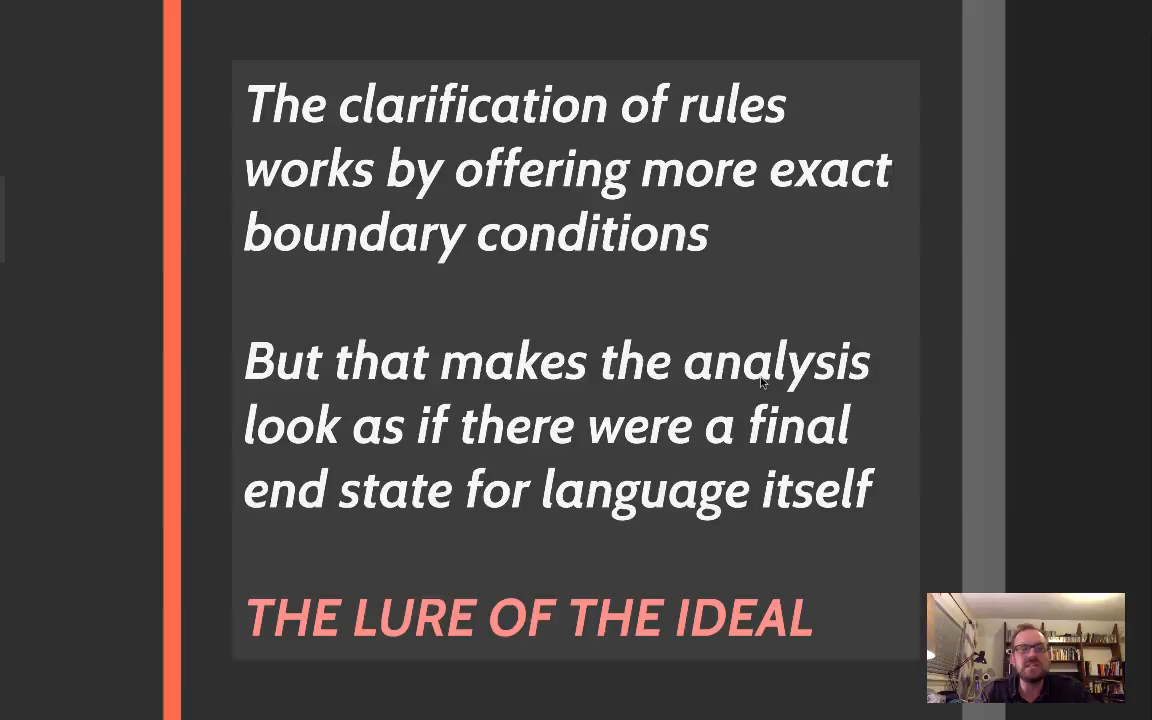 The clarification of rules
works by offering more exact
boundary conditions
But that makes the analysis
look as if there were a final
end state for language itself
THE LURE OF THE IDEAL